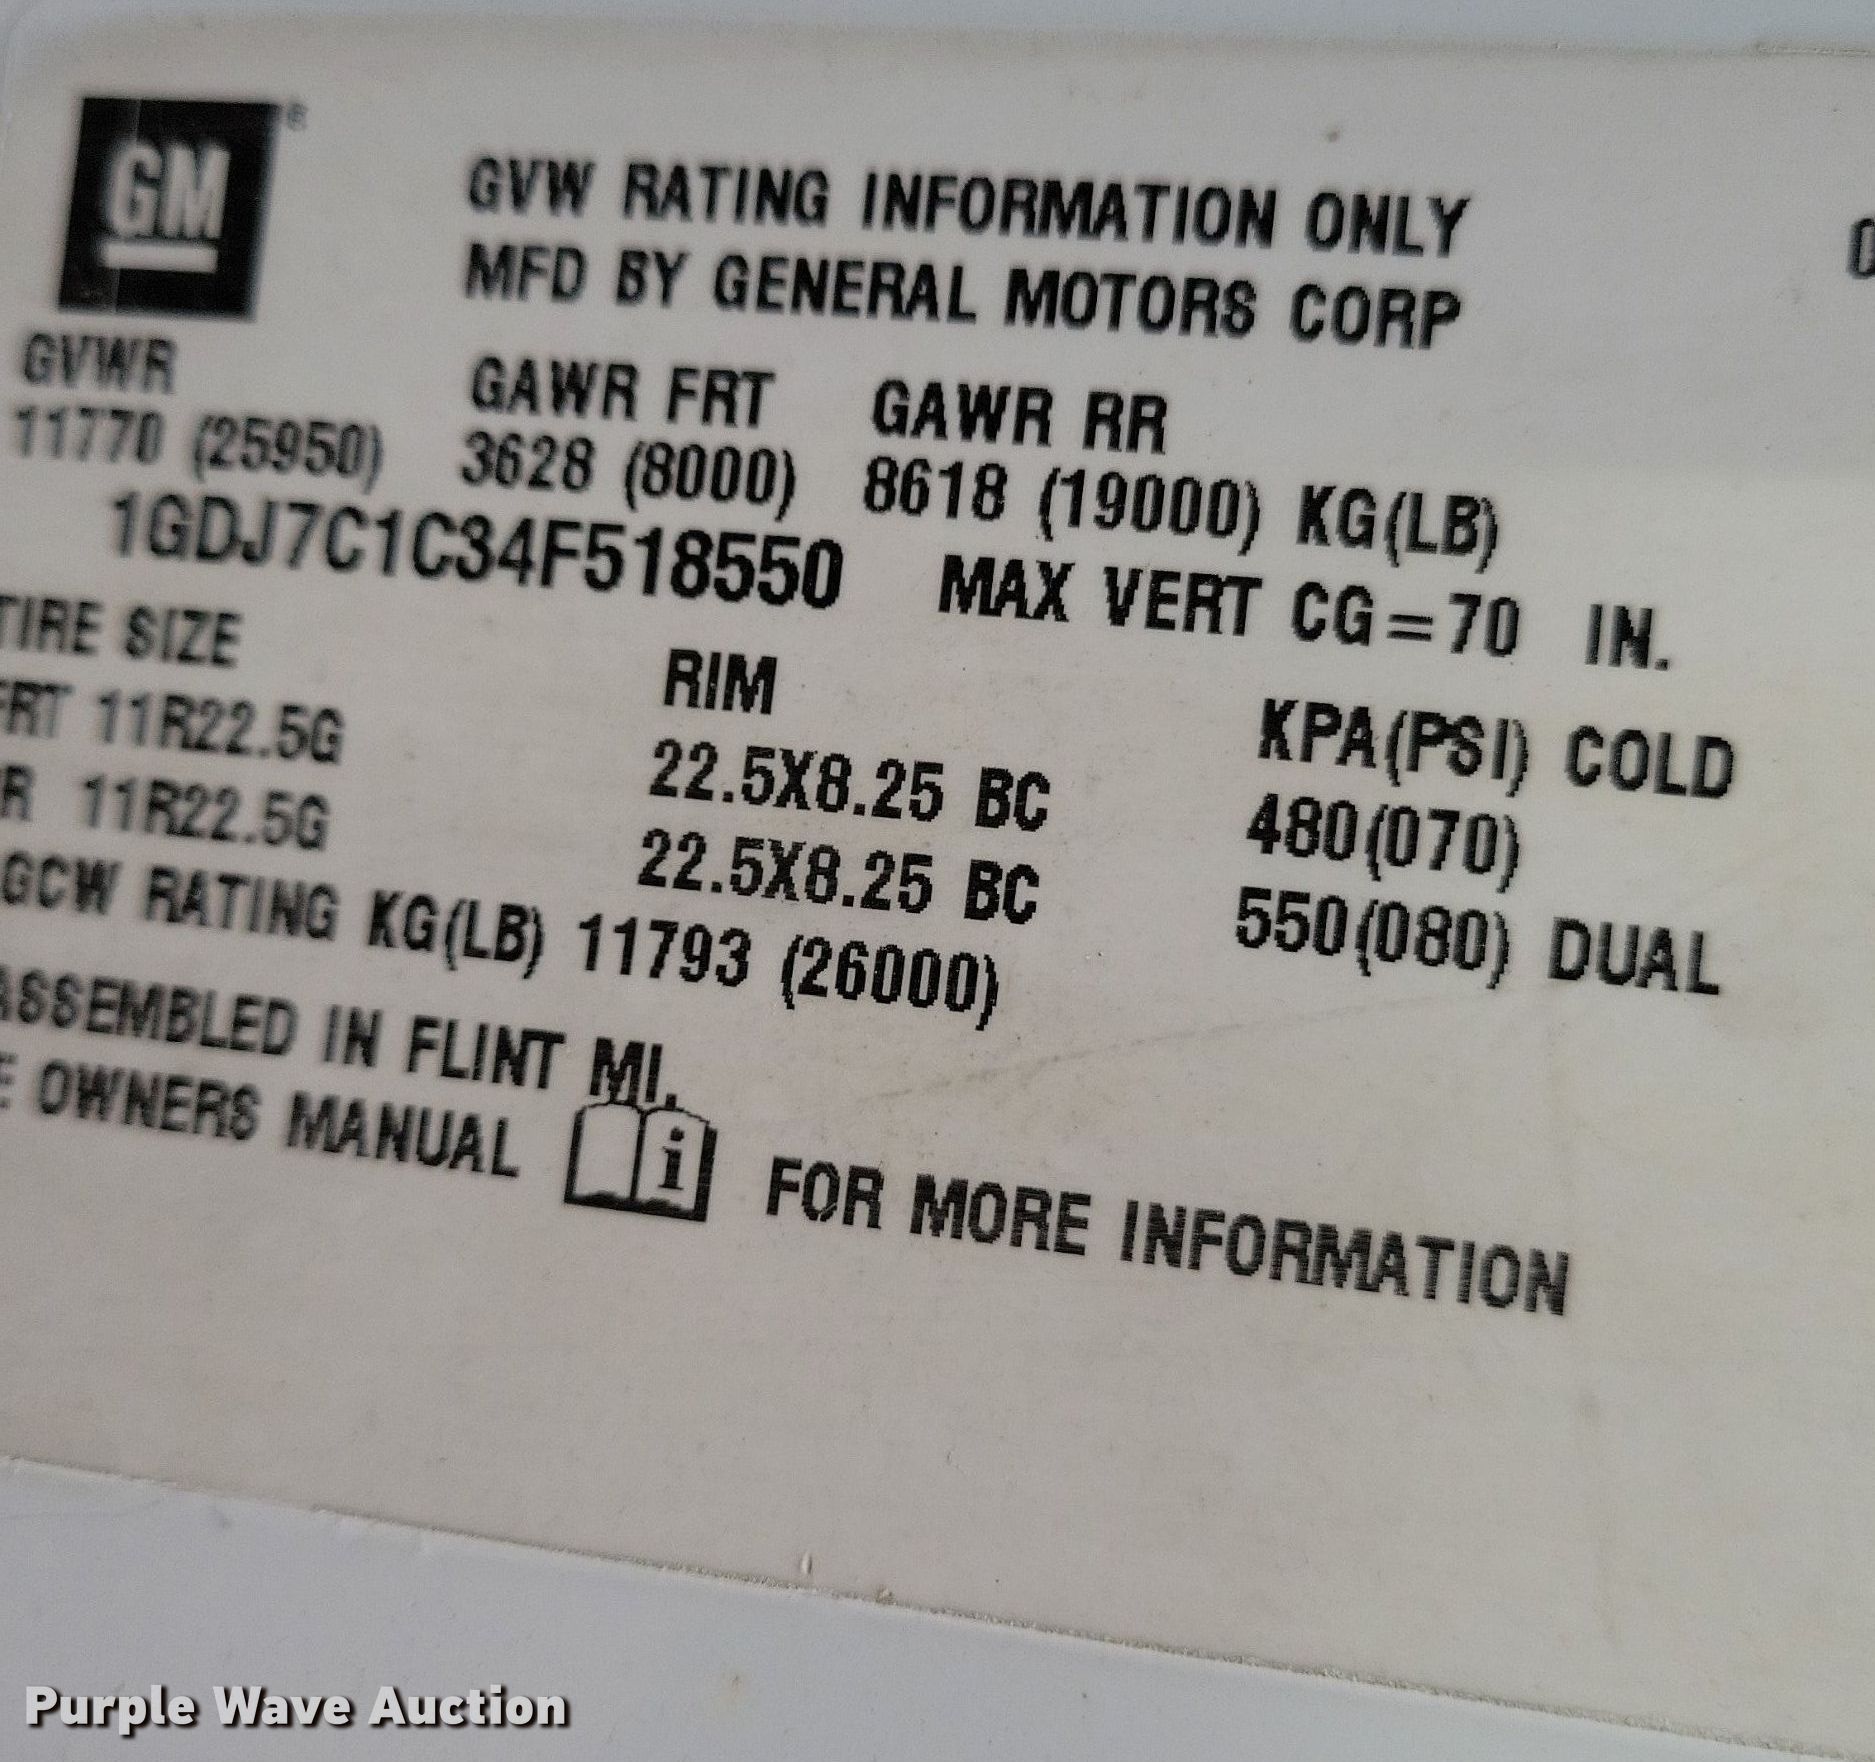 GM
GVW RATING INFORMATION ONLY
MFD BY GENERAL MOTORS CORP
GVWR GAWR FRT GAWR RR
11770 (25950) 3628 (8000) 8618 (19000) KG(LB)
1GDJ7C1C34F518550 MAX VERT CG=70 IN.
TIRE SIZE RIM KPA(PSI) COLD
FRT 11R22.5G 22.5X8.25 BC 480(070)
R 11R22.5G 22.5X8.25 BC 550(080) DUAL
GCW RATING KG(LB) 11793 (26000)
ASSEMBLED IN FLINT MI.
E OWNERS MANUAL i FOR MORE INFORMATION
Purple Wave Auction